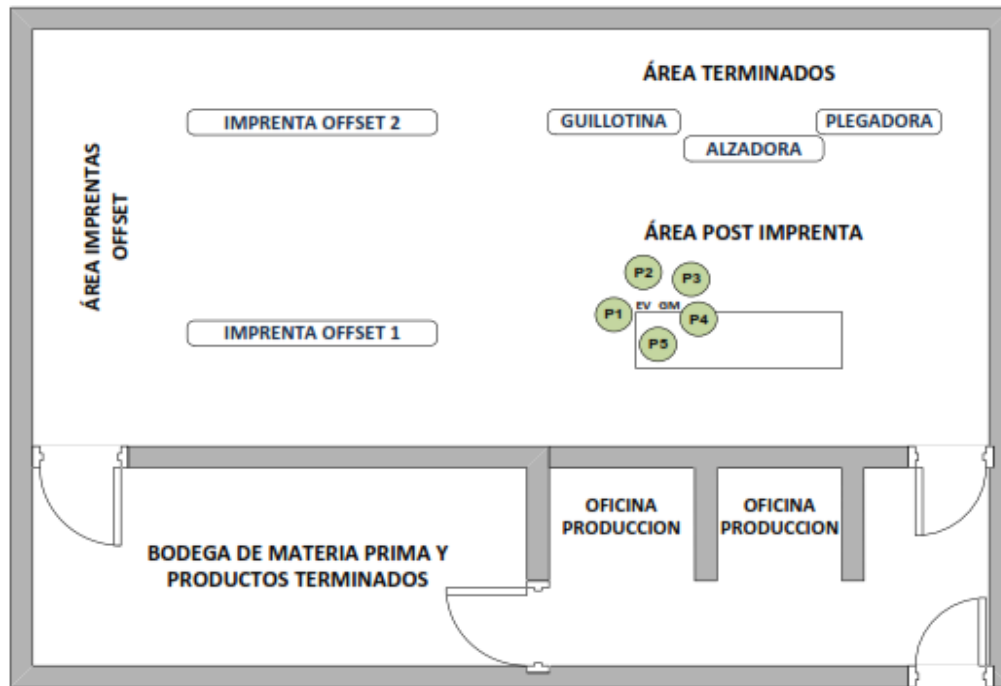 ÁREA TERMINADOS
IMPRENTA OFFSET 2
GUILLOTINA
PLEGADORA
ALZADORA
ÁREA IMPRENTAS
OFFSET
ÁREA POST IMPRENTA
P2
P3
EV GM
P1
P4
IMPRENTA OFFSET 1
P5
OFICINA
PRODUCCION
OFICINA
PRODUCCION
BODEGA DE MATERIA PRIMA Y
PRODUCTOS TERMINADOS